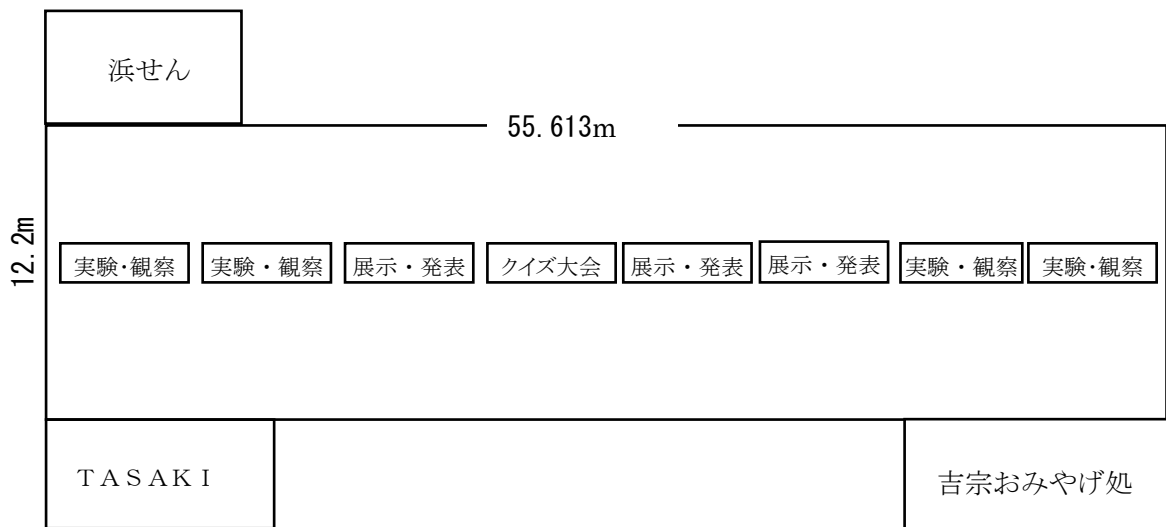 浜せん
55.613m
12.2m
実験･観察
実験・観察
展示・発表
クイズ大会
展示・発表
展示・発表
実験・観察
実験･観察
ＴＡＳＡＫＩ
吉宗おみやげ処